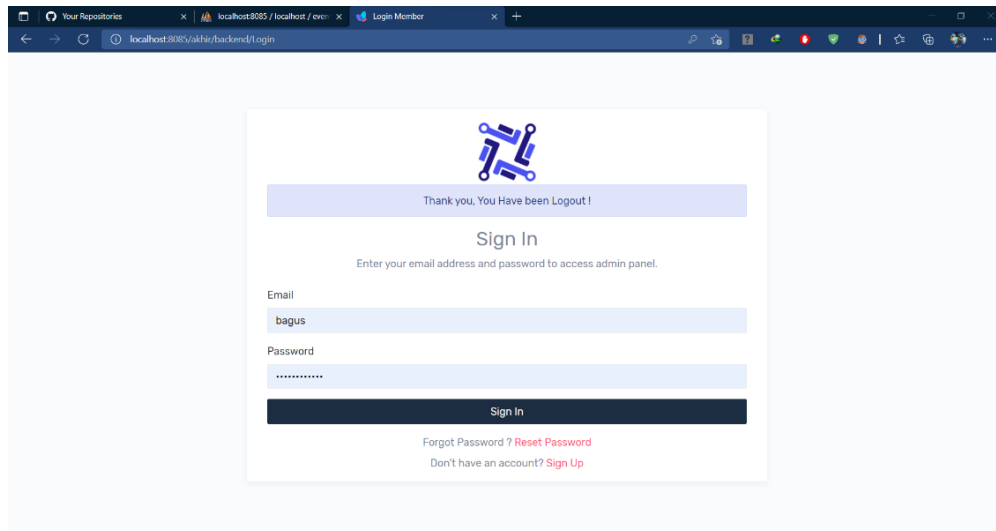 Your Repositories
localhost:8085 / localhost / even
Login Member
localhost:8085/akhir/backend/Login
Thank you, You Have been Logout !
Sign In
Enter your email address and password to access admin panel.
Email
bagus
Password
••••••••••••
Sign In
Forgot Password ? Reset Password
Don't have an account? Sign Up